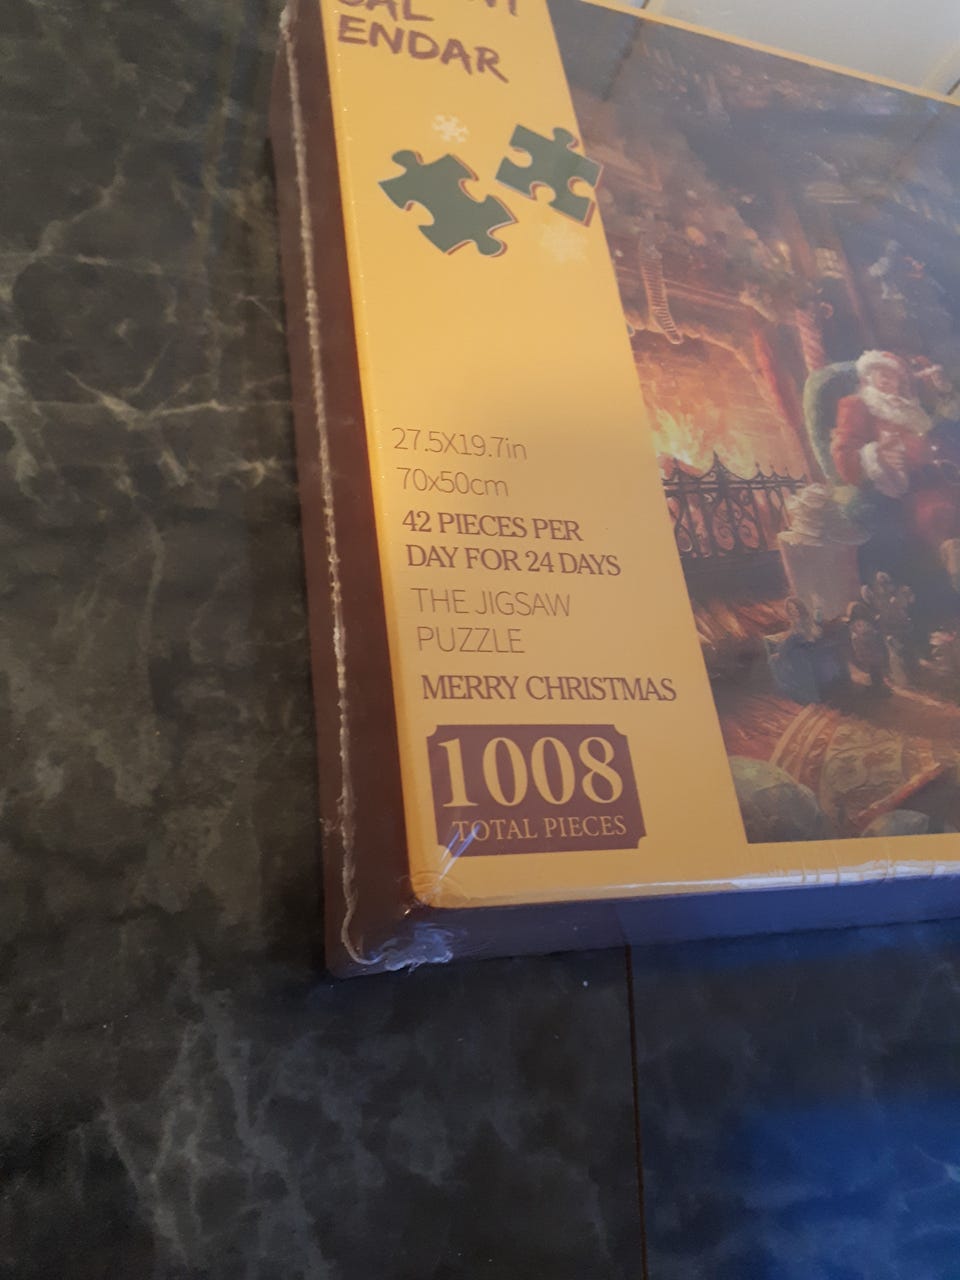 CAL
ENDAR
27.5X19.7in
70x50cm
42 PIECES PER
DAY FOR 24 DAYS
THE JIGSAW
PUZZLE
MERRY CHRISTMAS
1008
TOTAL PIECES